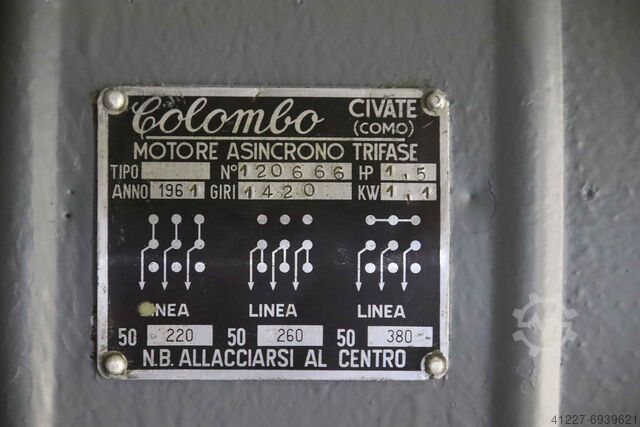 Colombo CIVATE
(COMO)
MOTORE ASINCRONO TRIFASE
TIPO N° 120666 HP 1,5
ANNO 1961 GIRI 1420 KW 1,1
LINEA LINEA LINEA
50 220 50 260 50 380
N.B. ALLACCIARSI AL CENTRO
41227-6939621